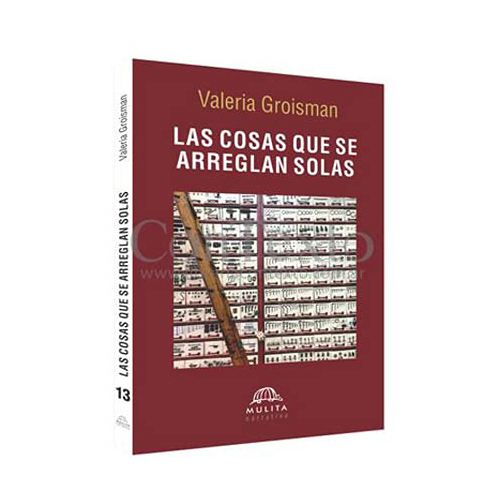 Valeria Groisman
LAS COSAS QUE SE
ARREGLAN SOLAS
MULITA
narrativa
Valeria Groisman
LAS COSAS QUE SE ARREGLAN SOLAS
13
MULITA